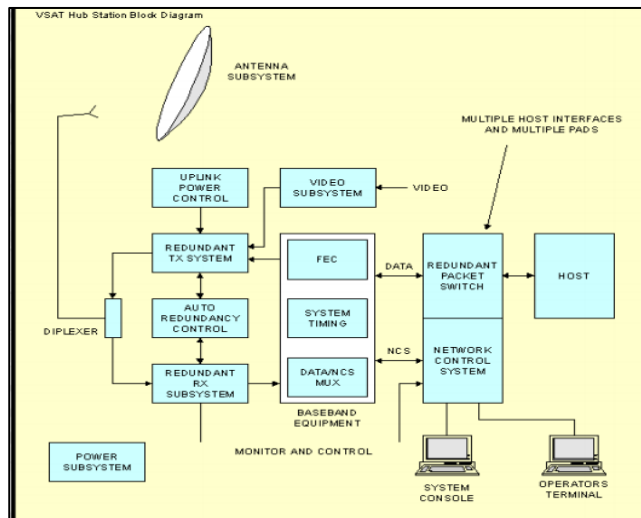 VSAT Hub Station Block Diagram
ANTENNA
SUBSYSTEM
MULTIPLE HOST INTERFACES
AND MULTIPLE PADS
UPLINK
POWER
CONTROL
VIDEO
SUBSYSTEM
VIDEO
REDUNDANT
TX SYSTEM
FEC
DATA
REDUNDANT
PACKET
SWITCH
HOST
DIPLEXER
AUTO
REDUNDANCY
CONTROL
SYSTEM
TIMING
NETWORK
CONTROL
SYSTEM
NCS
REDUNDANT
RX
SUBSYSTEM
DATA/NCS
MUX
BASEBAND
EQUIPMENT
MONITOR AND CONTROL
POWER
SUBSYSTEM
SYSTEM
CONSOLE
OPERATORS
TERMINAL